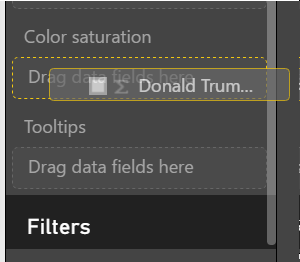 Color saturation
Drag data fields here
Σ Donald Trum...
Tooltips
Drag data fields here
Filters